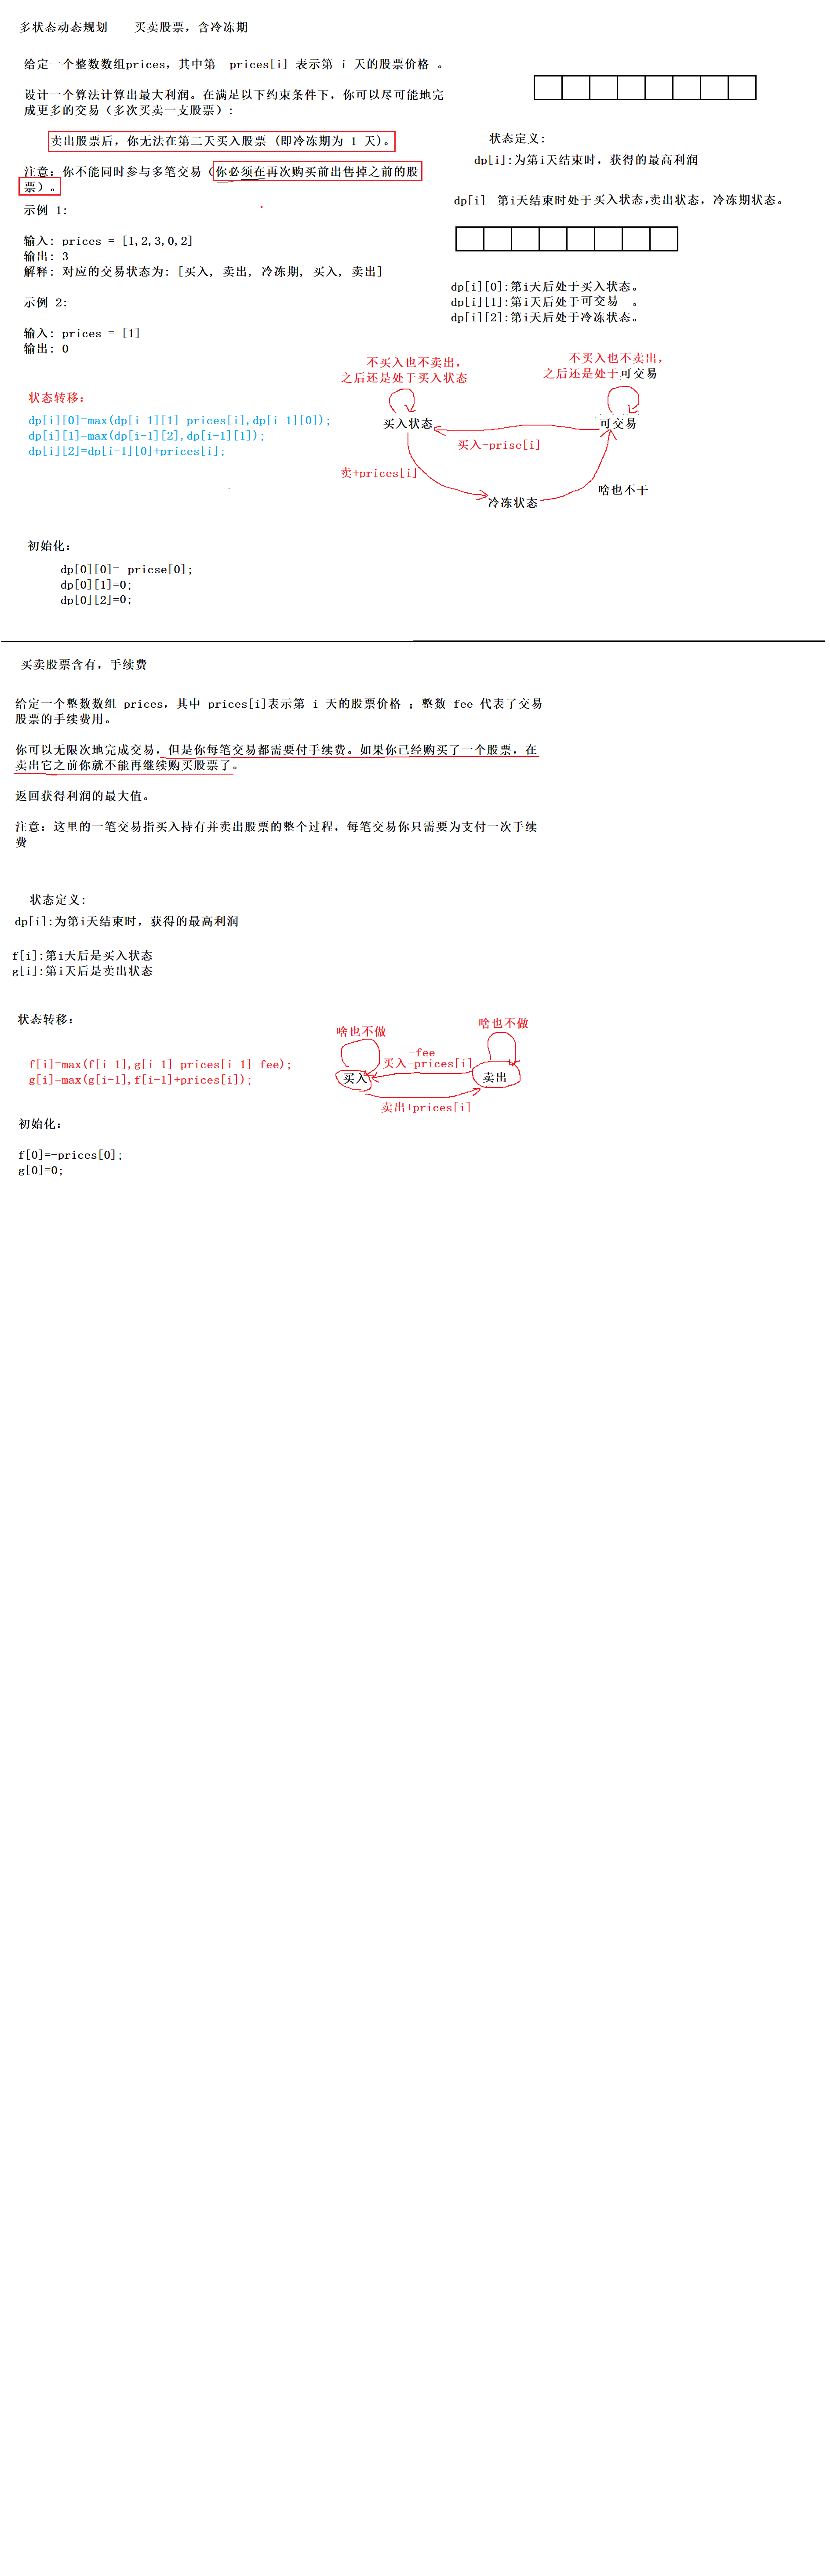 多状态动态规划——买卖股票，含冷冻期
给定一个整数数组prices，其中第  prices[i] 表示第 i 天的股票价格 。
设计一个算法计算出最大利润。在满足以下约束条件下，你可以尽可能地完
成更多的交易（多次买卖一支股票）:
卖出股票后，你无法在第二天买入股票 (即冷冻期为 1 天)。
注意：你不能同时参与多笔交易（你必须在再次购买前出售掉之前的股
票）。
示例 1:
输入: prices = [1,2,3,0,2]
输出: 3
解释: 对应的交易状态为: [买入, 卖出, 冷冻期, 买入, 卖出]
示例 2:
输入: prices = [1]
输出: 0
状态定义:
dp[i]:为第i天结束时，获得的最高利润
dp[i]  第i天结束时处于买入状态,卖出状态，冷冻期状态。
dp[i][0]:第i天后处于买入状态。
dp[i][1]:第i天后处于可交易  。
dp[i][2]:第i天后处于冷冻状态。
状态转移：
dp[i][0]=max(dp[i-1][1]-prices[i],dp[i-1][0]);
dp[i][1]=max(dp[i-1][2],dp[i-1][1]);
dp[i][2]=dp[i-1][0]+prices[i];
不买入也不卖出，
之后还是处于买入状态
不买入也不卖出，
之后还是处于可交易
买入状态
可交易
买入-prise[i]
卖+prices[i]
啥也不干
冷冻状态
初始化：
dp[0][0]=-pricse[0];
dp[0][1]=0;
dp[0][2]=0;
买卖股票含有，手续费
给定一个整数数组 prices，其中 prices[i]表示第 i 天的股票价格 ；整数 fee 代表了交易
股票的手续费用。
你可以无限次地完成交易，但是你每笔交易都需要付手续费。如果你已经购买了一个股票，在
卖出它之前你就不能再继续购买股票了。
返回获得利润的最大值。
注意：这里的一笔交易指买入持有并卖出股票的整个过程，每笔交易你只需要为支付一次手续
费
状态定义:
dp[i]:为第i天结束时，获得的最高利润
f[i]:第i天后是买入状态
g[i]:第i天后是卖出状态
状态转移：
f[i]=max(f[i-1],g[i-1]-prices[i-1]-fee);
g[i]=max(g[i-1],f[i-1]+prices[i]);
啥也不做
啥也不做
-fee
买入-prices[i]
买入
卖出
卖出+prices[i]
初始化：
f[0]=-prices[0];
g[0]=0;